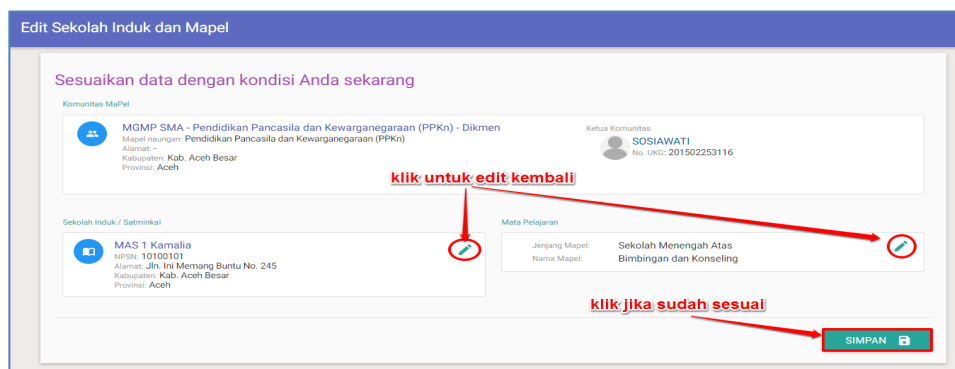 Edit Sekolah Induk dan Mapel
Sesuaikan data dengan kondisi Anda sekarang
Komunitas MaPel
MGMP SMA - Pendidikan Pancasila dan Kewarganegaraan (PPKn) - Dikmen
Mapel naungan: Pendidikan Pancasila dan Kewarganegaraan (PPKn)
Alamat: -
Kabupaten: Kab. Aceh Besar
Provinsi: Aceh
Ketua Komunitas
SOSIAWATI
No. UKG: 201502253116
klik untuk edit kembali
Sekolah Induk / Satminkal
MAS 1 Kamalia
NPSN: 10100101
Alamat: Jln. Ini Memang Buntu No. 245
Kabupaten: Kab. Aceh Besar
Provinsi: Aceh
Mata Pelajaran
Jenjang Mapel: Sekolah Menengah Atas
Nama Mapel: Bimbingan dan Konseling
klik jika sudah sesuai
SIMPAN